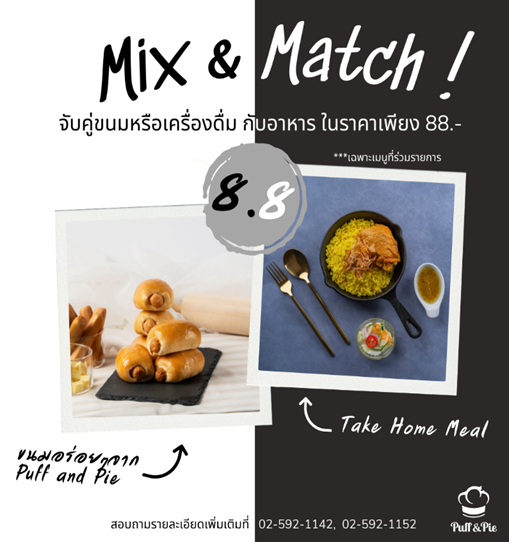 Mix & Match !
จับคู่ขนมหรือเครื่องดื่ม กับอาหาร ในราคาเพียง 88.-
***เฉพาะเมนูที่ร่วมรายการ
8.8
Take Home Meal
ขนมอร่อยๆจาก
Puff and Pie
สอบถามรายละเอียดเพิ่มเติมที่ 02-592-1142, 02-592-1152
Puff & Pie